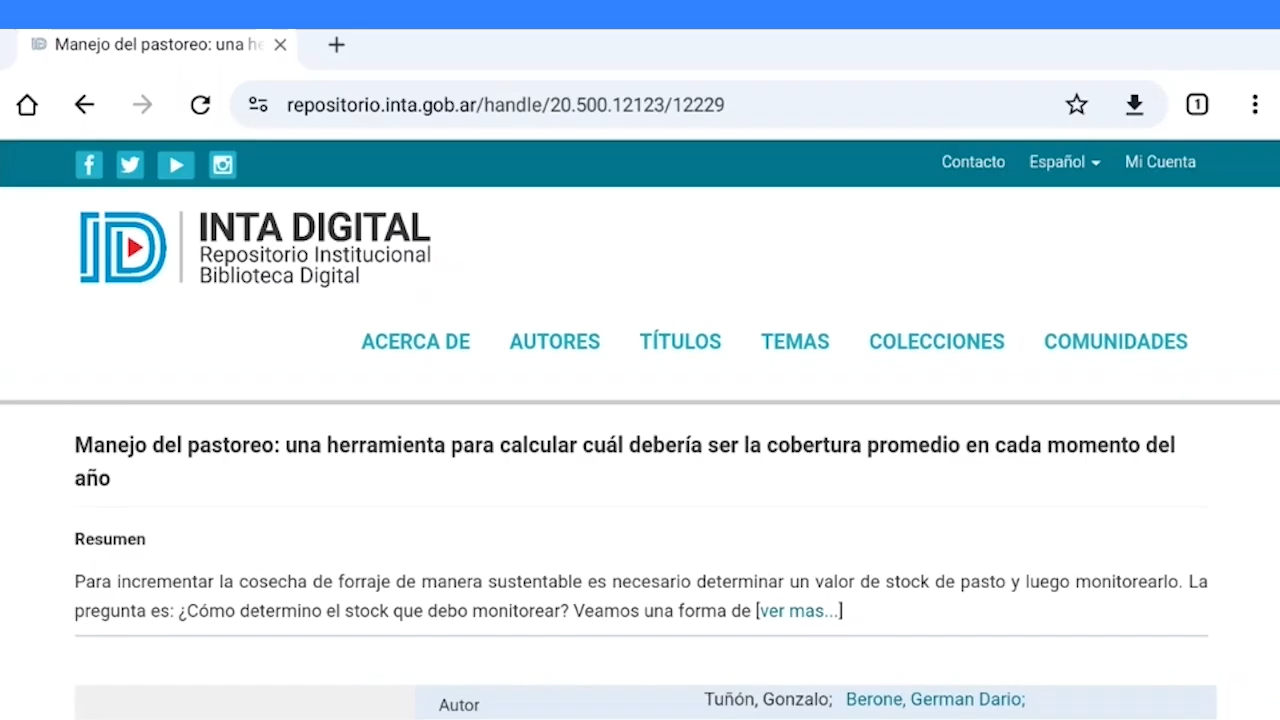 Manejo del pastoreo: una he
repositorio.inta.gob.ar/handle/20.500.12123/12229
1
Contacto Español Mi Cuenta
INTA DIGITAL
Repositorio Institucional
Biblioteca Digital
ACERCA DE AUTORES TÍTULOS TEMAS COLECCIONES COMUNIDADES
Manejo del pastoreo: una herramienta para calcular cuál debería ser la cobertura promedio en cada momento del
año
Resumen
Para incrementar la cosecha de forraje de manera sustentable es necesario determinar un valor de stock de pasto y luego monitorearlo. La
pregunta es: ¿Cómo determino el stock que debo monitorear? Veamos una forma de [ver mas...]
Autor Tuñón, Gonzalo; Berone, German Dario;